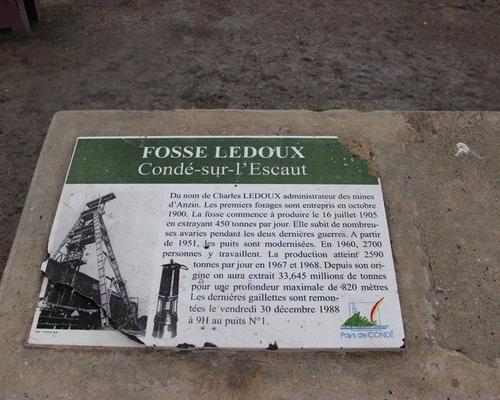 FOSSE LEDOUX
Condé-sur-l'Escaut
Du nom de Charles LEDOUX administrateur des mines
d'Anzin. Les premiers forages sont entrepris en octobre
1900. La fosse commence à produire le 16 juillet 1905
en extrayant 450 tonnes par jour. Elle subit de nombreu-
ses avaries pendant les deux dernières guerres. A partir
de 1951, les puits sont modernisées. En 1960, 2700
personnes y travaillent. La production atteint 2590
tonnes par jour en 1967 et 1968. Depuis son ori-
gine on aura extrait 33,645 millions de tonnes
pour une profondeur maximale de 820 mètres.
Les dernières gaillettes sont remon-
tées le vendredi 30 décembre 1988
à 9H au puits N°1.
Pays de CONDÉ